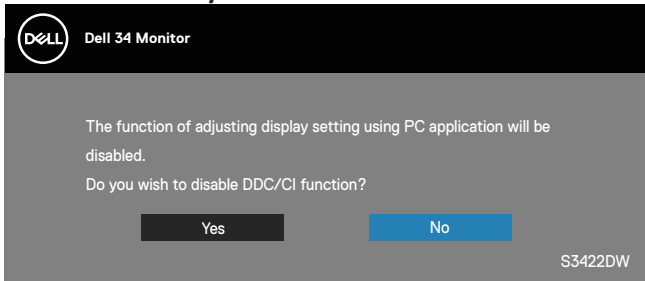 DELL
Dell 34 Monitor
The function of adjusting display setting using PC application will be
disabled.
Do you wish to disable DDC/CI function?
Yes
No
S3422DW